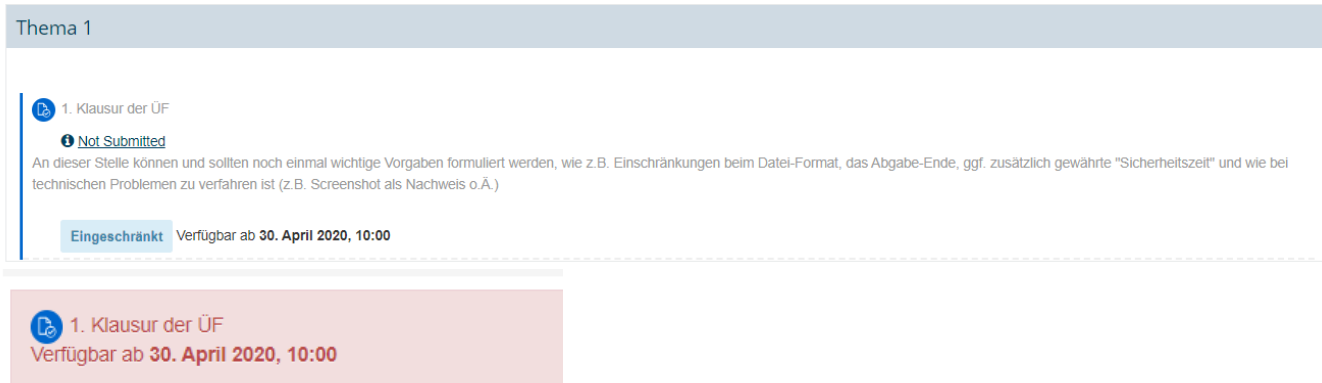 Thema 1
1. Klausur der ÜF
Not Submitted
An dieser Stelle können und sollten noch einmal wichtige Vorgaben formuliert werden, wie z.B. Einschränkungen beim Datei-Format, das Abgabe-Ende, ggf. zusätzlich gewährte "Sicherheitszeit" und wie bei
technischen Problemen zu verfahren ist (z.B. Screenshot als Nachweis o.Ä.)
Eingeschränkt Verfügbar ab 30. April 2020, 10:00
1. Klausur der ÜF
Verfügbar ab 30. April 2020, 10:00